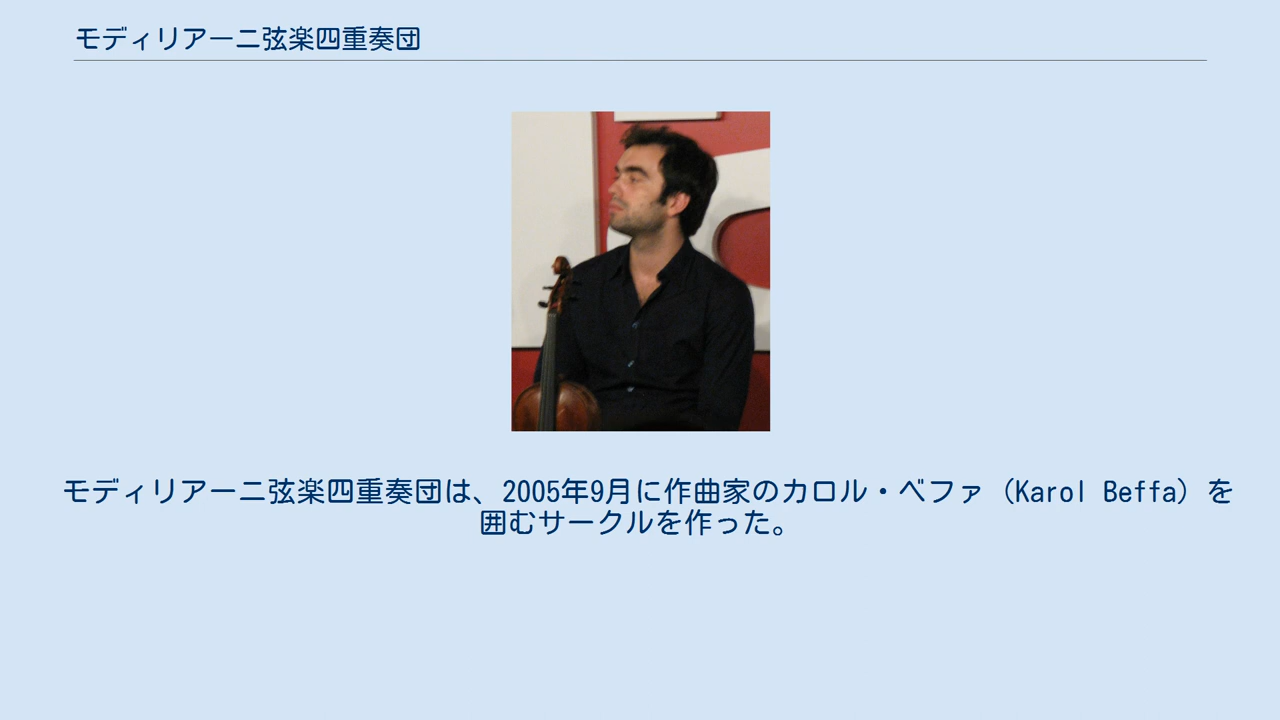 モディリアーニ弦楽四重奏団
モディリアーニ弦楽四重奏団は、2005年9月に作曲家のカロル・ベファ（Karol Beffa）を
囲むサークルを作った。